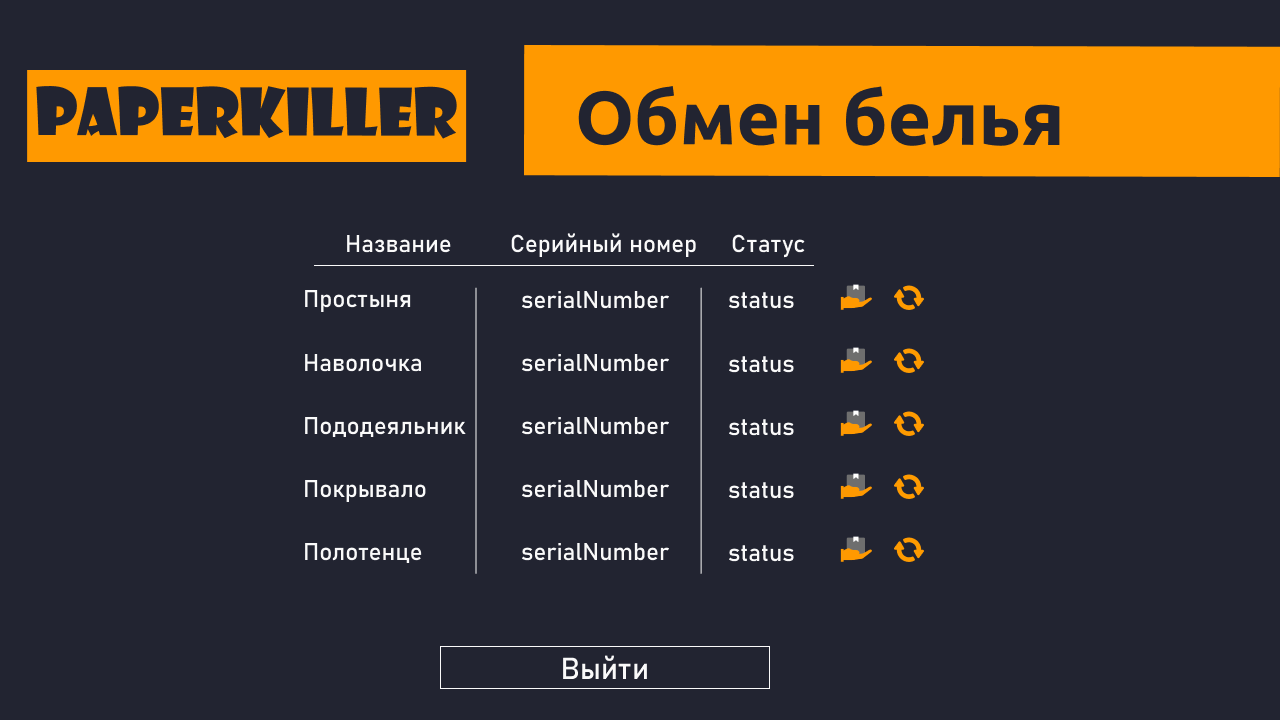 PAPERKILLER
Обмен белья
Название Серийный номер Статус
Простыня serialNumber status
Наволочка serialNumber status
Пододеяльник serialNumber status
Покрывало serialNumber status
Полотенце serialNumber status
Выйти